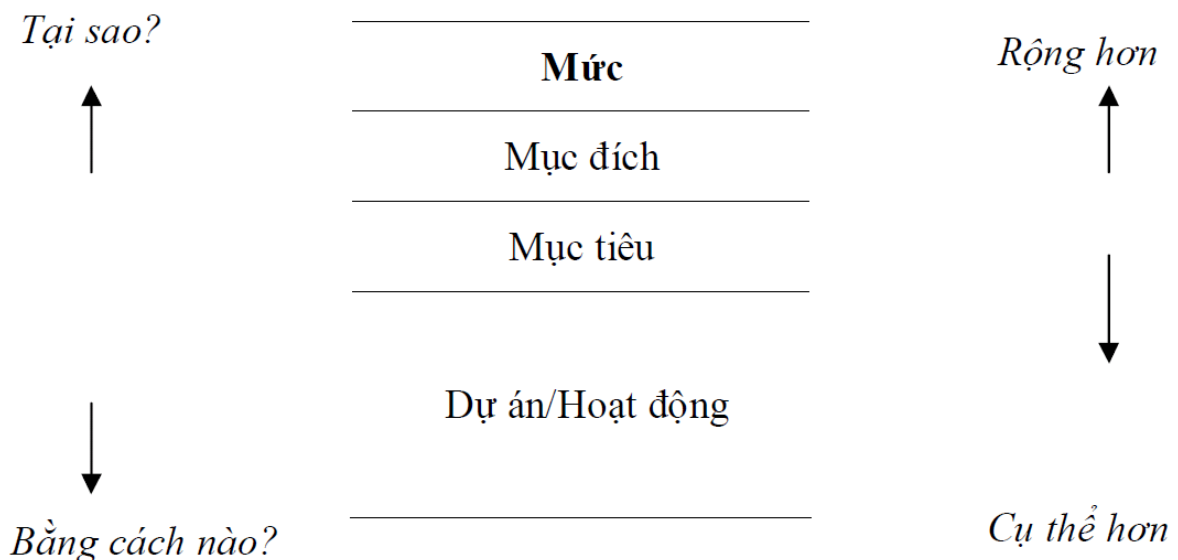 Tại sao?
Mức
Rộng hơn
Mục đích
Mục tiêu
Dự án/Hoạt động
Bằng cách nào?
Cụ thể hơn